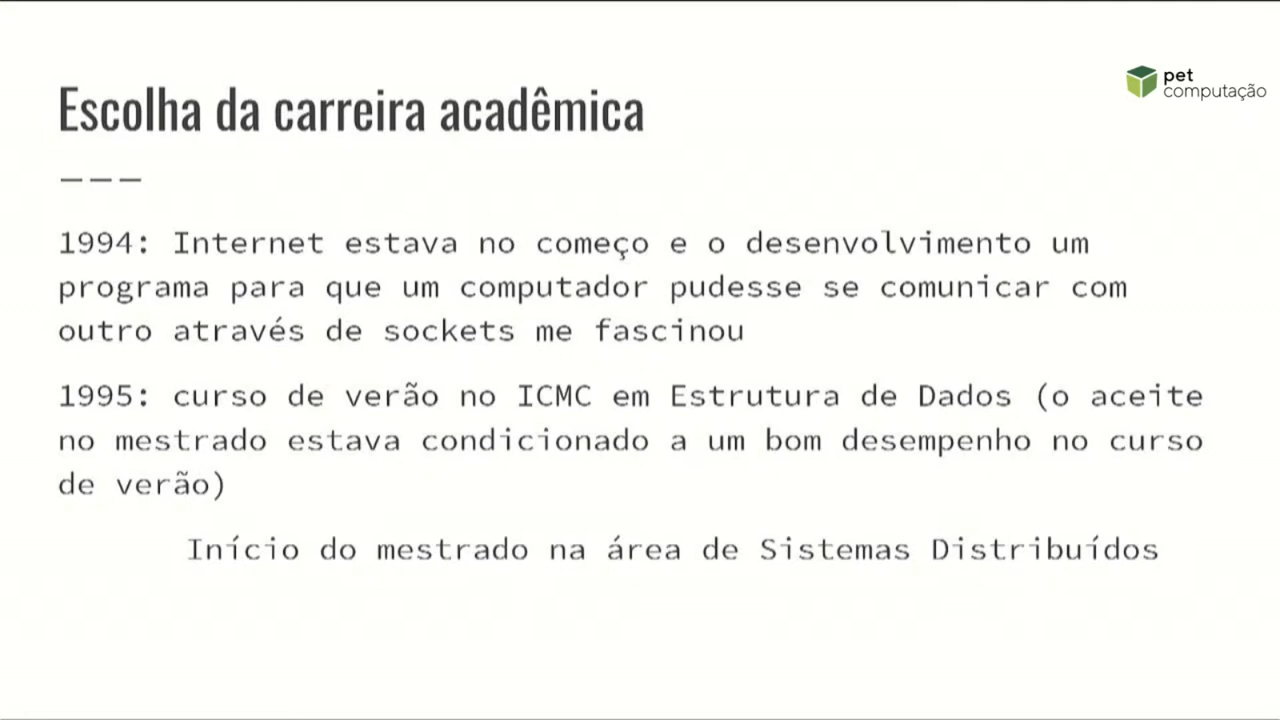 pet
computação
Escolha da carreira acadêmica
———
1994: Internet estava no começo e o desenvolvimento um
programa para que um computador pudesse se comunicar com
outro através de sockets me fascinou
1995: curso de verão no ICMC em Estrutura de Dados (o aceite
no mestrado estava condicionado a um bom desempenho no curso
de verão)
Início do mestrado na área de Sistemas Distribuídos